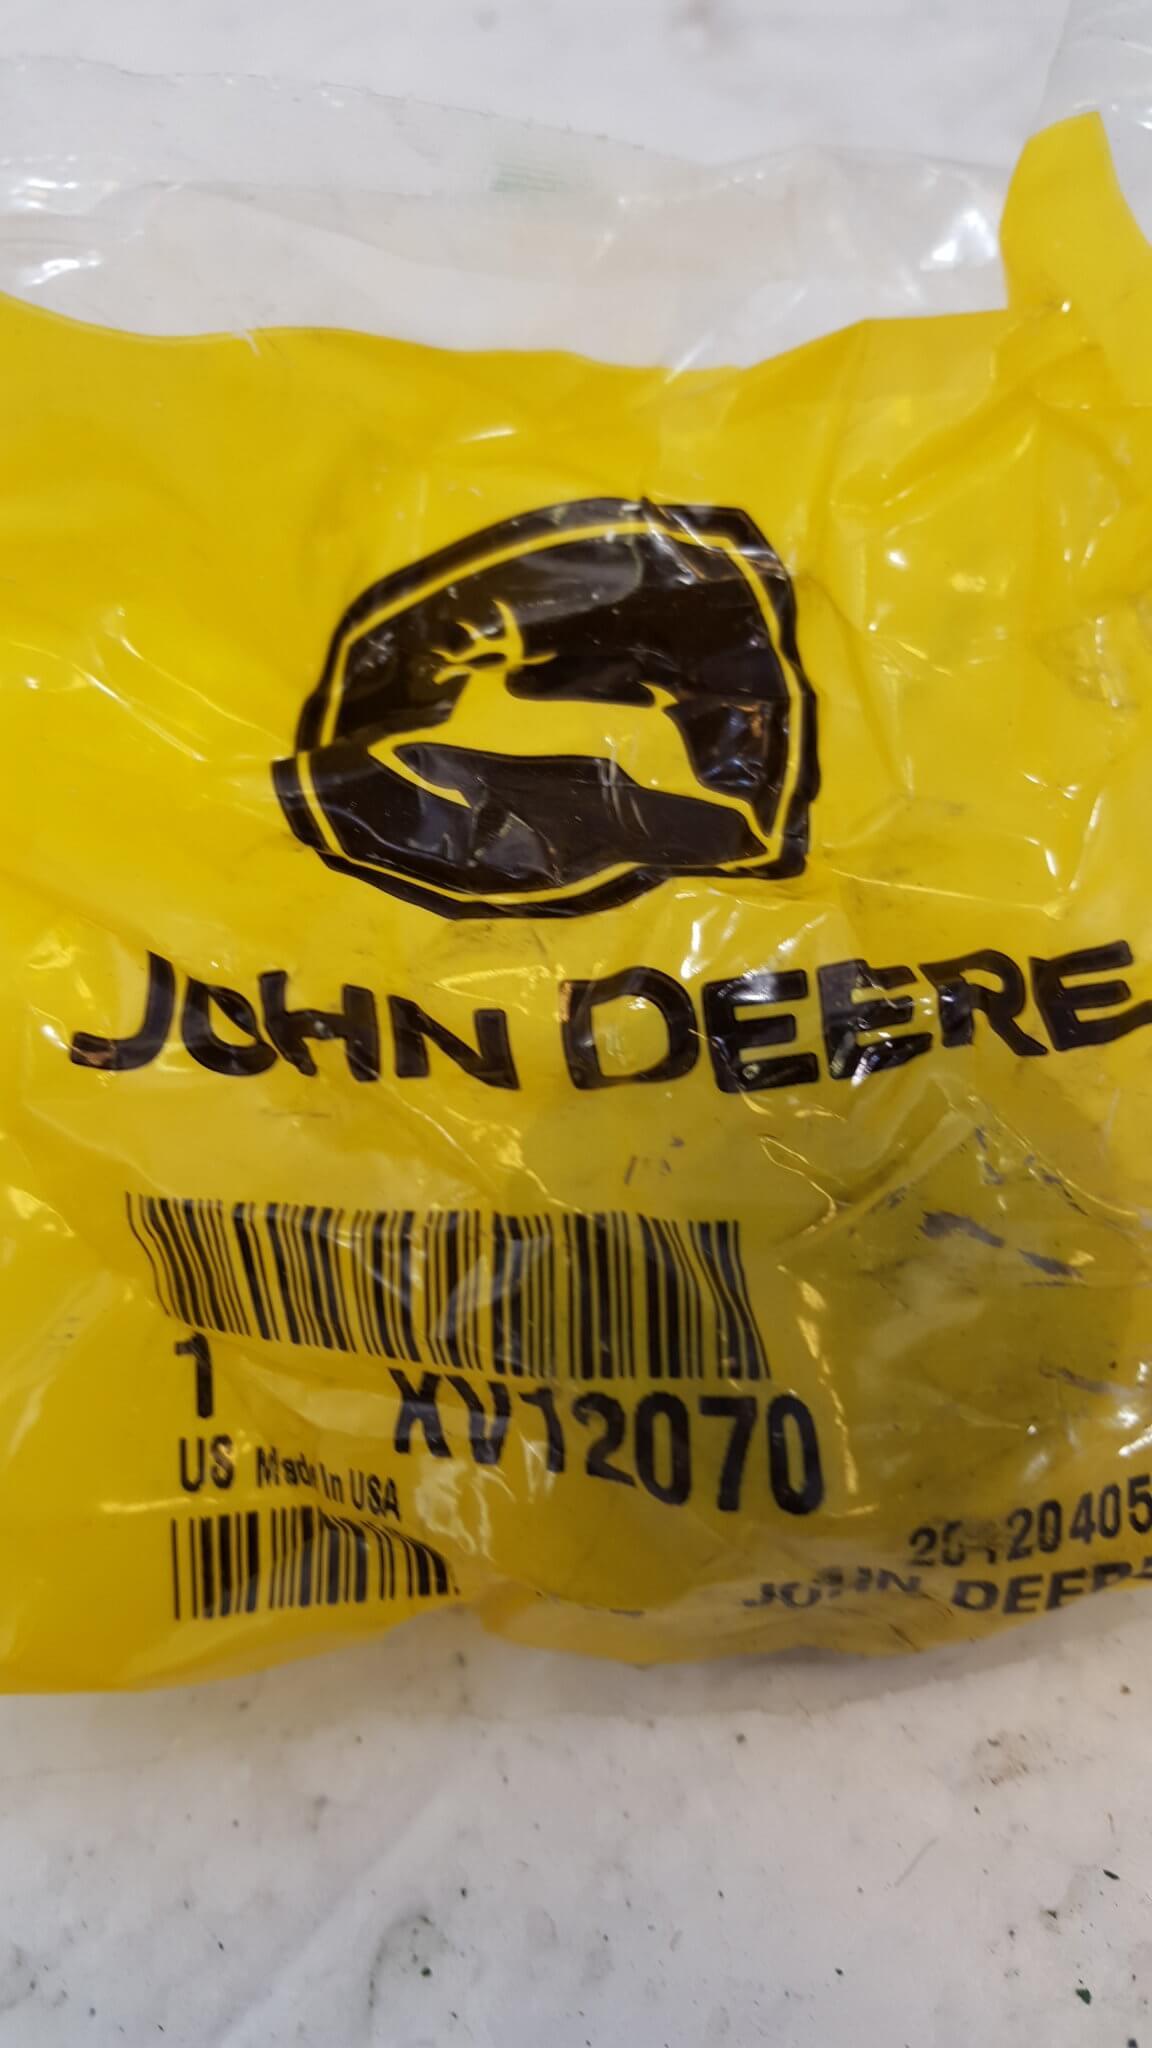 JOHN DEERE
1 XV12070
US Made In USA
JOHN DEERE